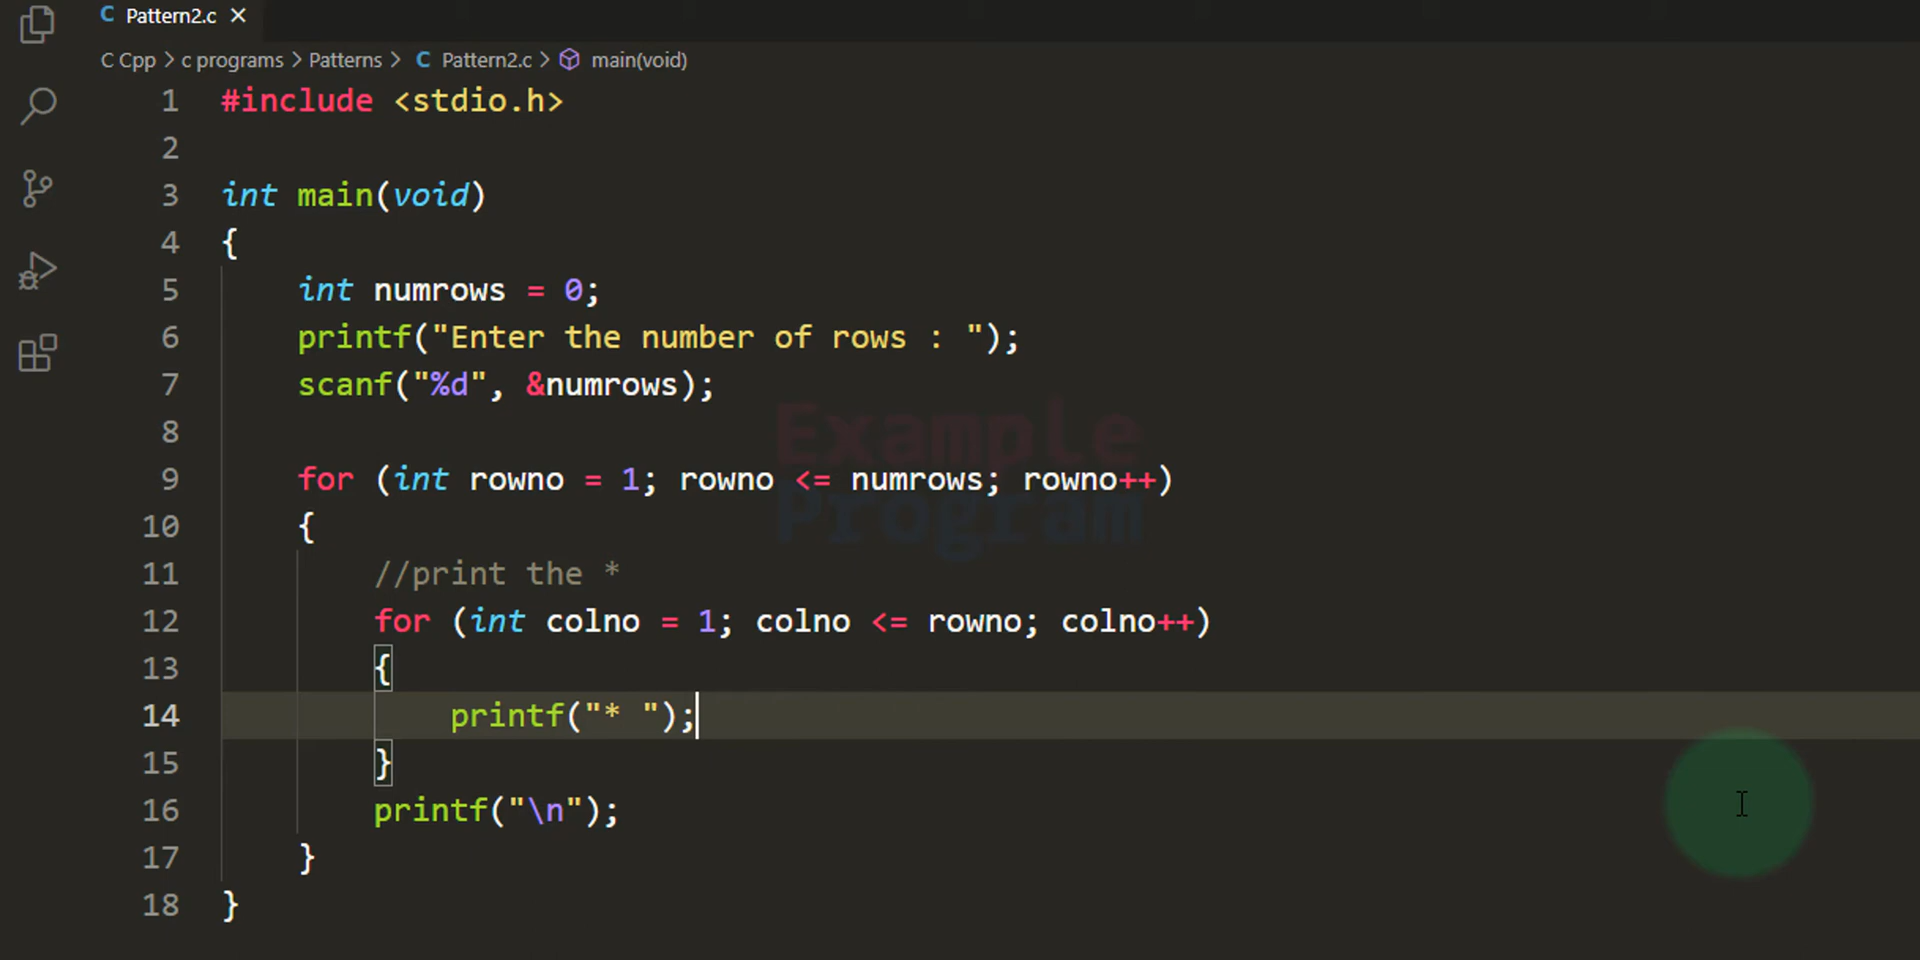 Pattern2.c
C Cpp > c programs > Patterns > C Pattern2.c > main(void)
1 #include <stdio.h>
2
3 int main(void)
4 {
5     int numrows = 0;
6     printf("Enter the number of rows : ");
7     scanf("%d", &numrows);
8
9     for (int rowno = 1; rowno <= numrows; rowno++)
10     {
11         //print the *
12         for (int colno = 1; colno <= rowno; colno++)
13         {
14             printf("* ");
15         }
16         printf("\n");
17     }
18 }
Example
Program